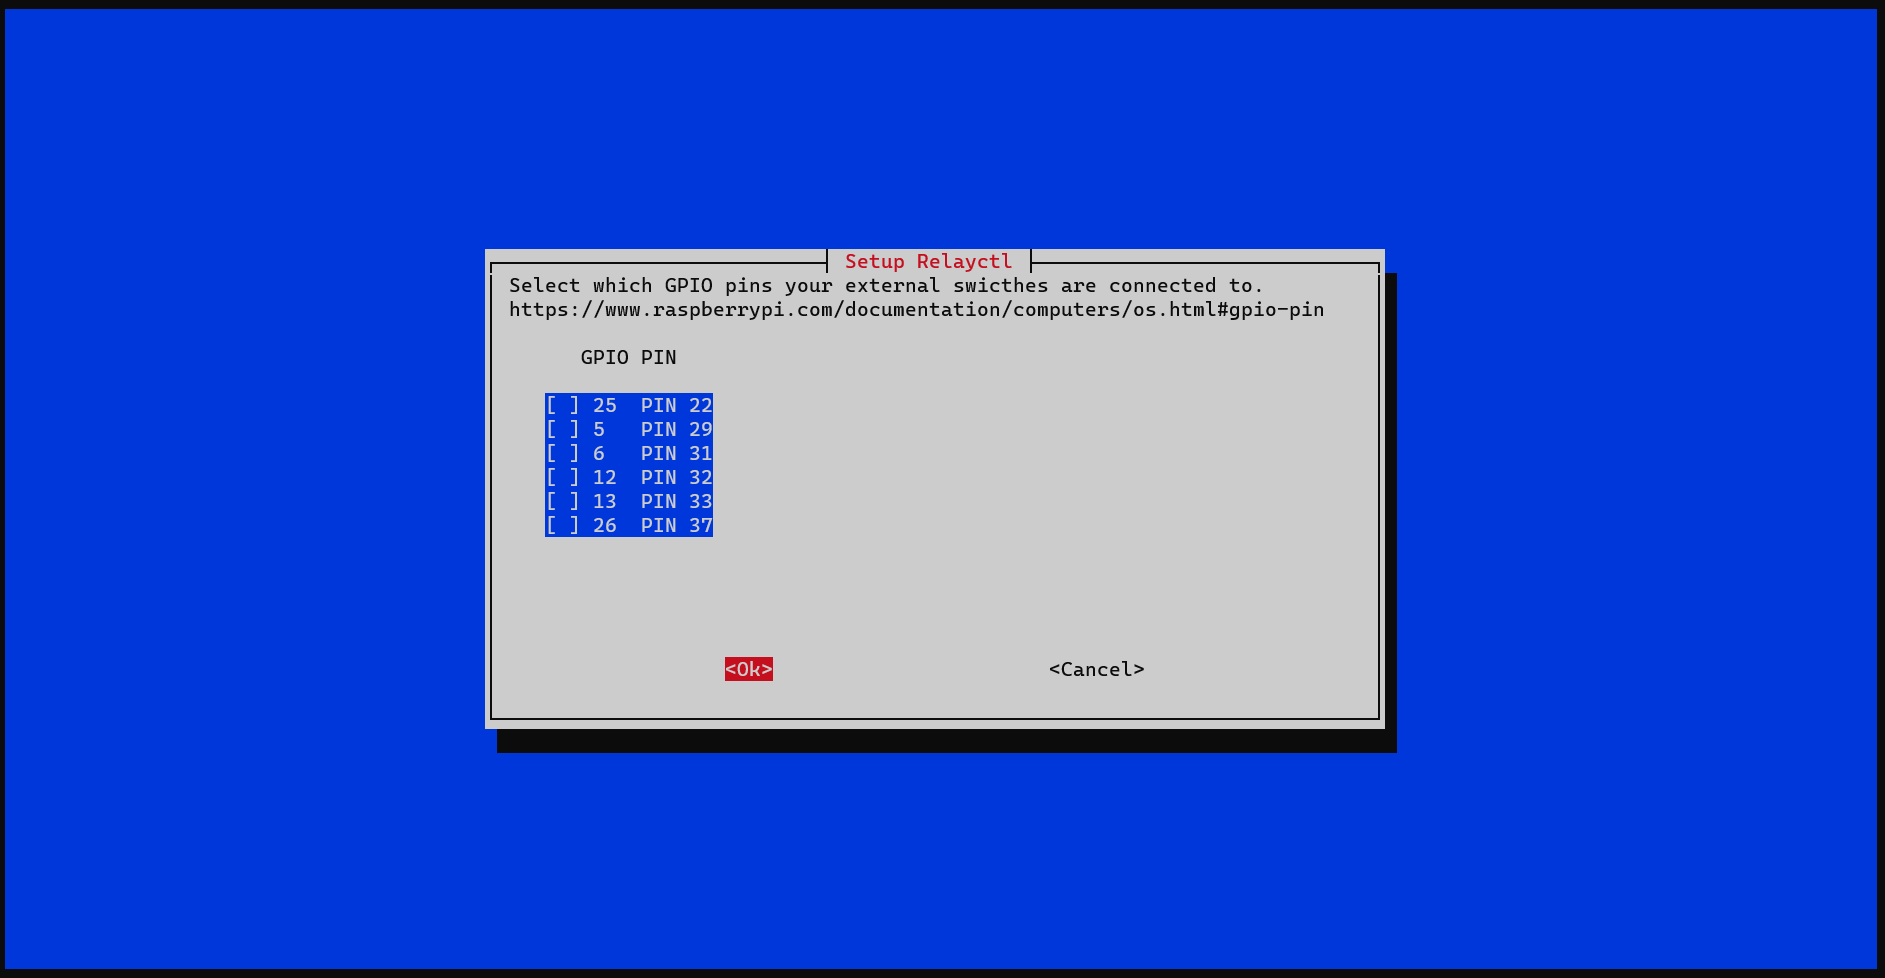 Setup Relayctl
Select which GPIO pins your external swicthes are connected to.
https://www.raspberrypi.com/documentation/computers/os.html#gpio-pin
GPIO PIN
[ ] 25 PIN 22
[ ] 5 PIN 29
[ ] 6 PIN 31
[ ] 12 PIN 32
[ ] 13 PIN 33
[ ] 26 PIN 37
<Ok> <Cancel>